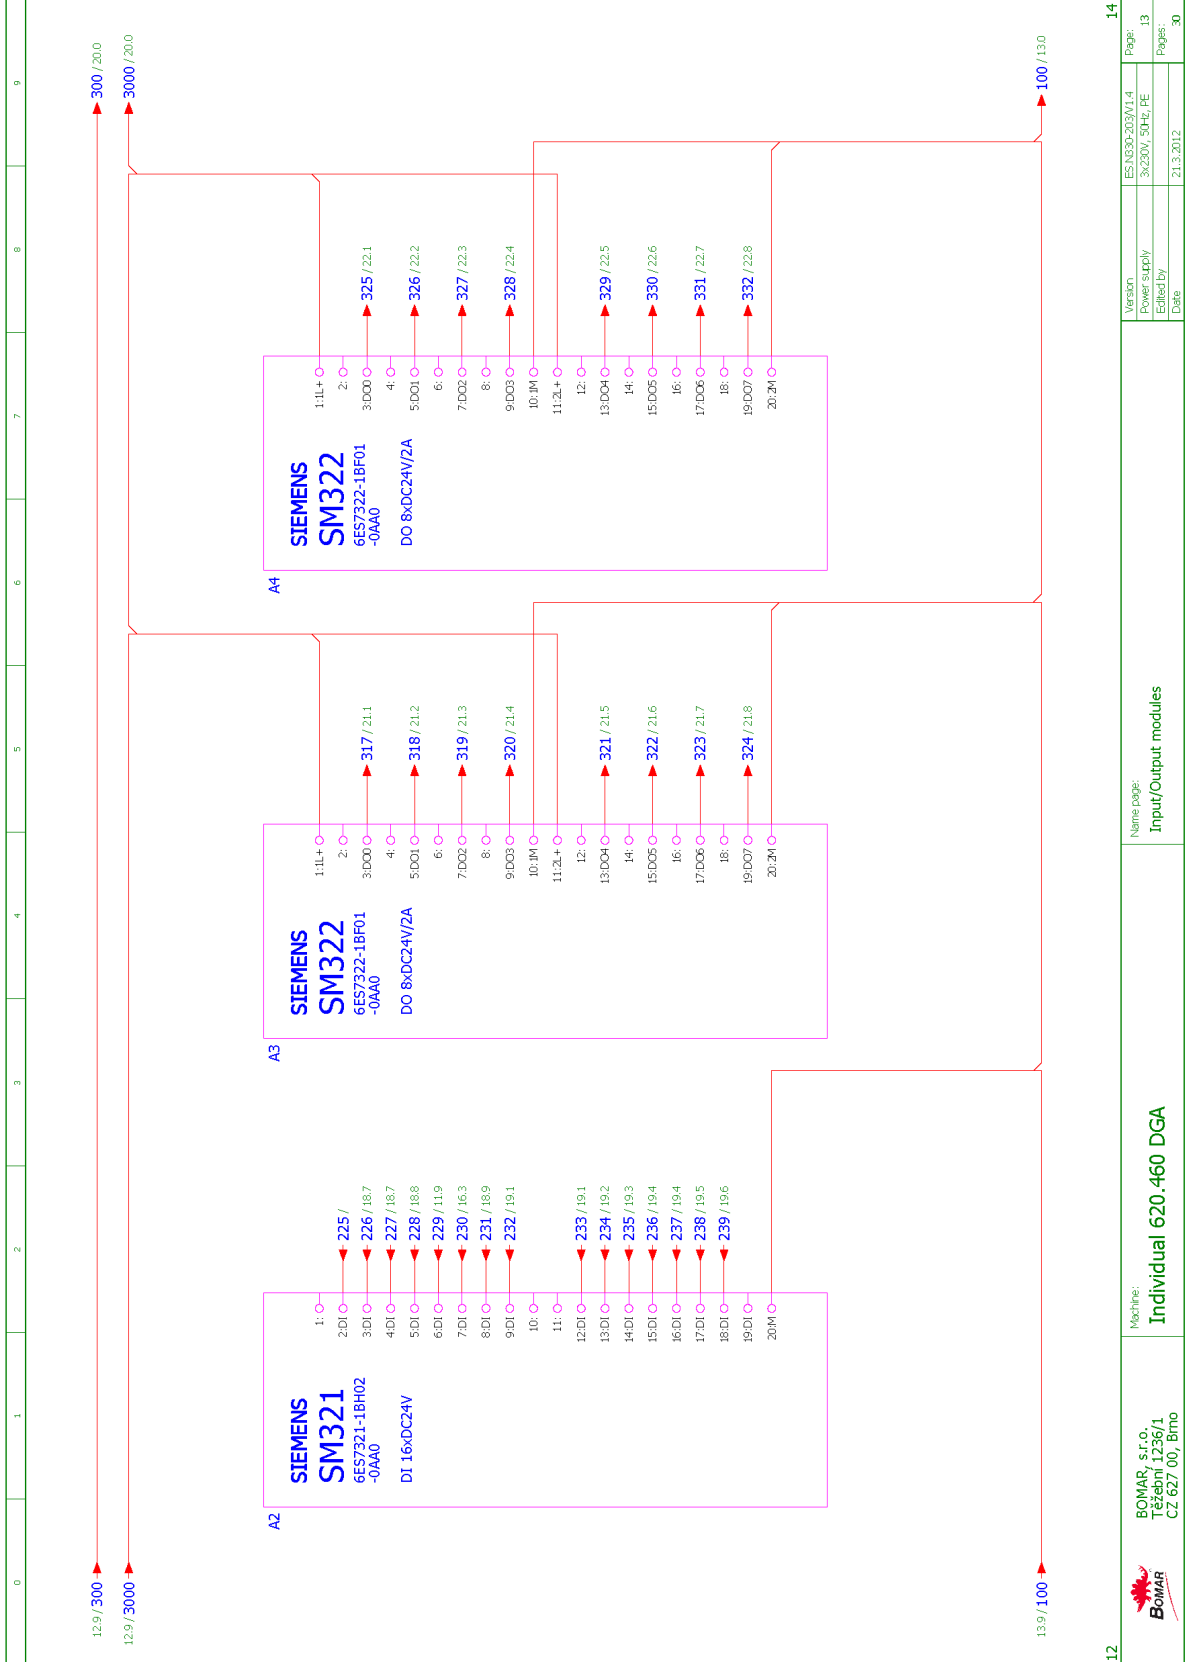 0 1 2 3 4 5 6 7 8 9
12.9 / 300
300 / 20.0
12.9 / 3000
3000 / 20.0
A2
SIEMENS
SM321
6ES7321-1BH02
-0AA0
DI 16xDC24V
1:
2:DI 225 /
3:DI 226 / 18.7
4:DI 227 / 18.7
5:DI 228 / 18.8
6:DI 229 / 11.9
7:DI 230 / 16.3
8:DI 231 / 18.9
9:DI 232 / 19.1
10:
11:
12:DI 233 / 19.1
13:DI 234 / 19.2
14:DI 235 / 19.3
15:DI 236 / 19.4
16:DI 237 / 19.4
17:DI 238 / 19.5
18:DI 239 / 19.6
19:DI
20:M
A3
SIEMENS
SM322
6ES7322-1BF01
-0AA0
DO 8xDC24V/2A
1:1L+
2:
3:DO0 317 / 21.1
4:
5:DO1 318 / 21.2
6:
7:DO2 319 / 21.3
8:
9:DO3 320 / 21.4
10:1M
11:2L+
12:
13:DO4 321 / 21.5
14:
15:DO5 322 / 21.6
16:
17:DO6 323 / 21.7
18:
19:DO7 324 / 21.8
20:2M
A4
SIEMENS
SM322
6ES7322-1BF01
-0AA0
DO 8xDC24V/2A
1:1L+
2:
3:DO0 325 / 22.1
4:
5:DO1 326 / 22.2
6:
7:DO2 327 / 22.3
8:
9:DO3 328 / 22.4
10:1M
11:2L+
12:
13:DO4 329 / 22.5
14:
15:DO5 330 / 22.6
16:
17:DO6 331 / 22.7
18:
19:DO7 332 / 22.8
20:2M
13.9 / 100
100 / 13.0
12
14
BOMAR
BOMAR, s.r.o.
Těžební 1236/1
CZ 627 00, Brno
Machine:
Individual 620.460 DGA
Name page:
Input/Output modules
Version ES.N330-203/V1.4
Power supply 3x230V, 50Hz, PE
Edited by
Date 21.3.2012
Page: 13
Pages: 30